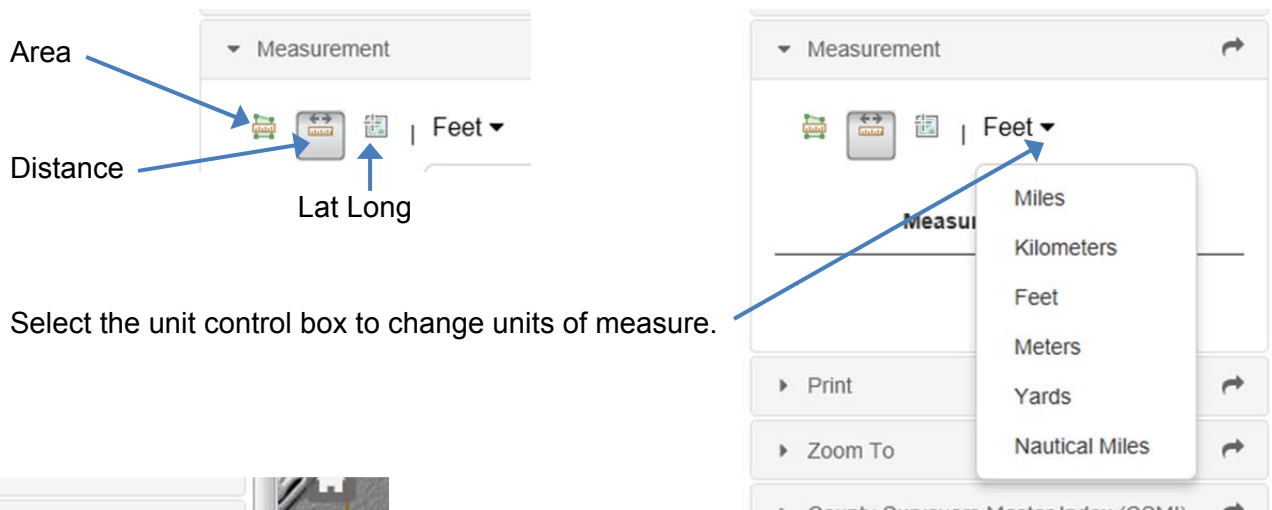 Area
Measurement
Feet
Distance
Lat Long
Select the unit control box to change units of measure.
Measurement
Feet
Miles
Kilometers
Feet
Meters
Yards
Nautical Miles
Print
Zoom To